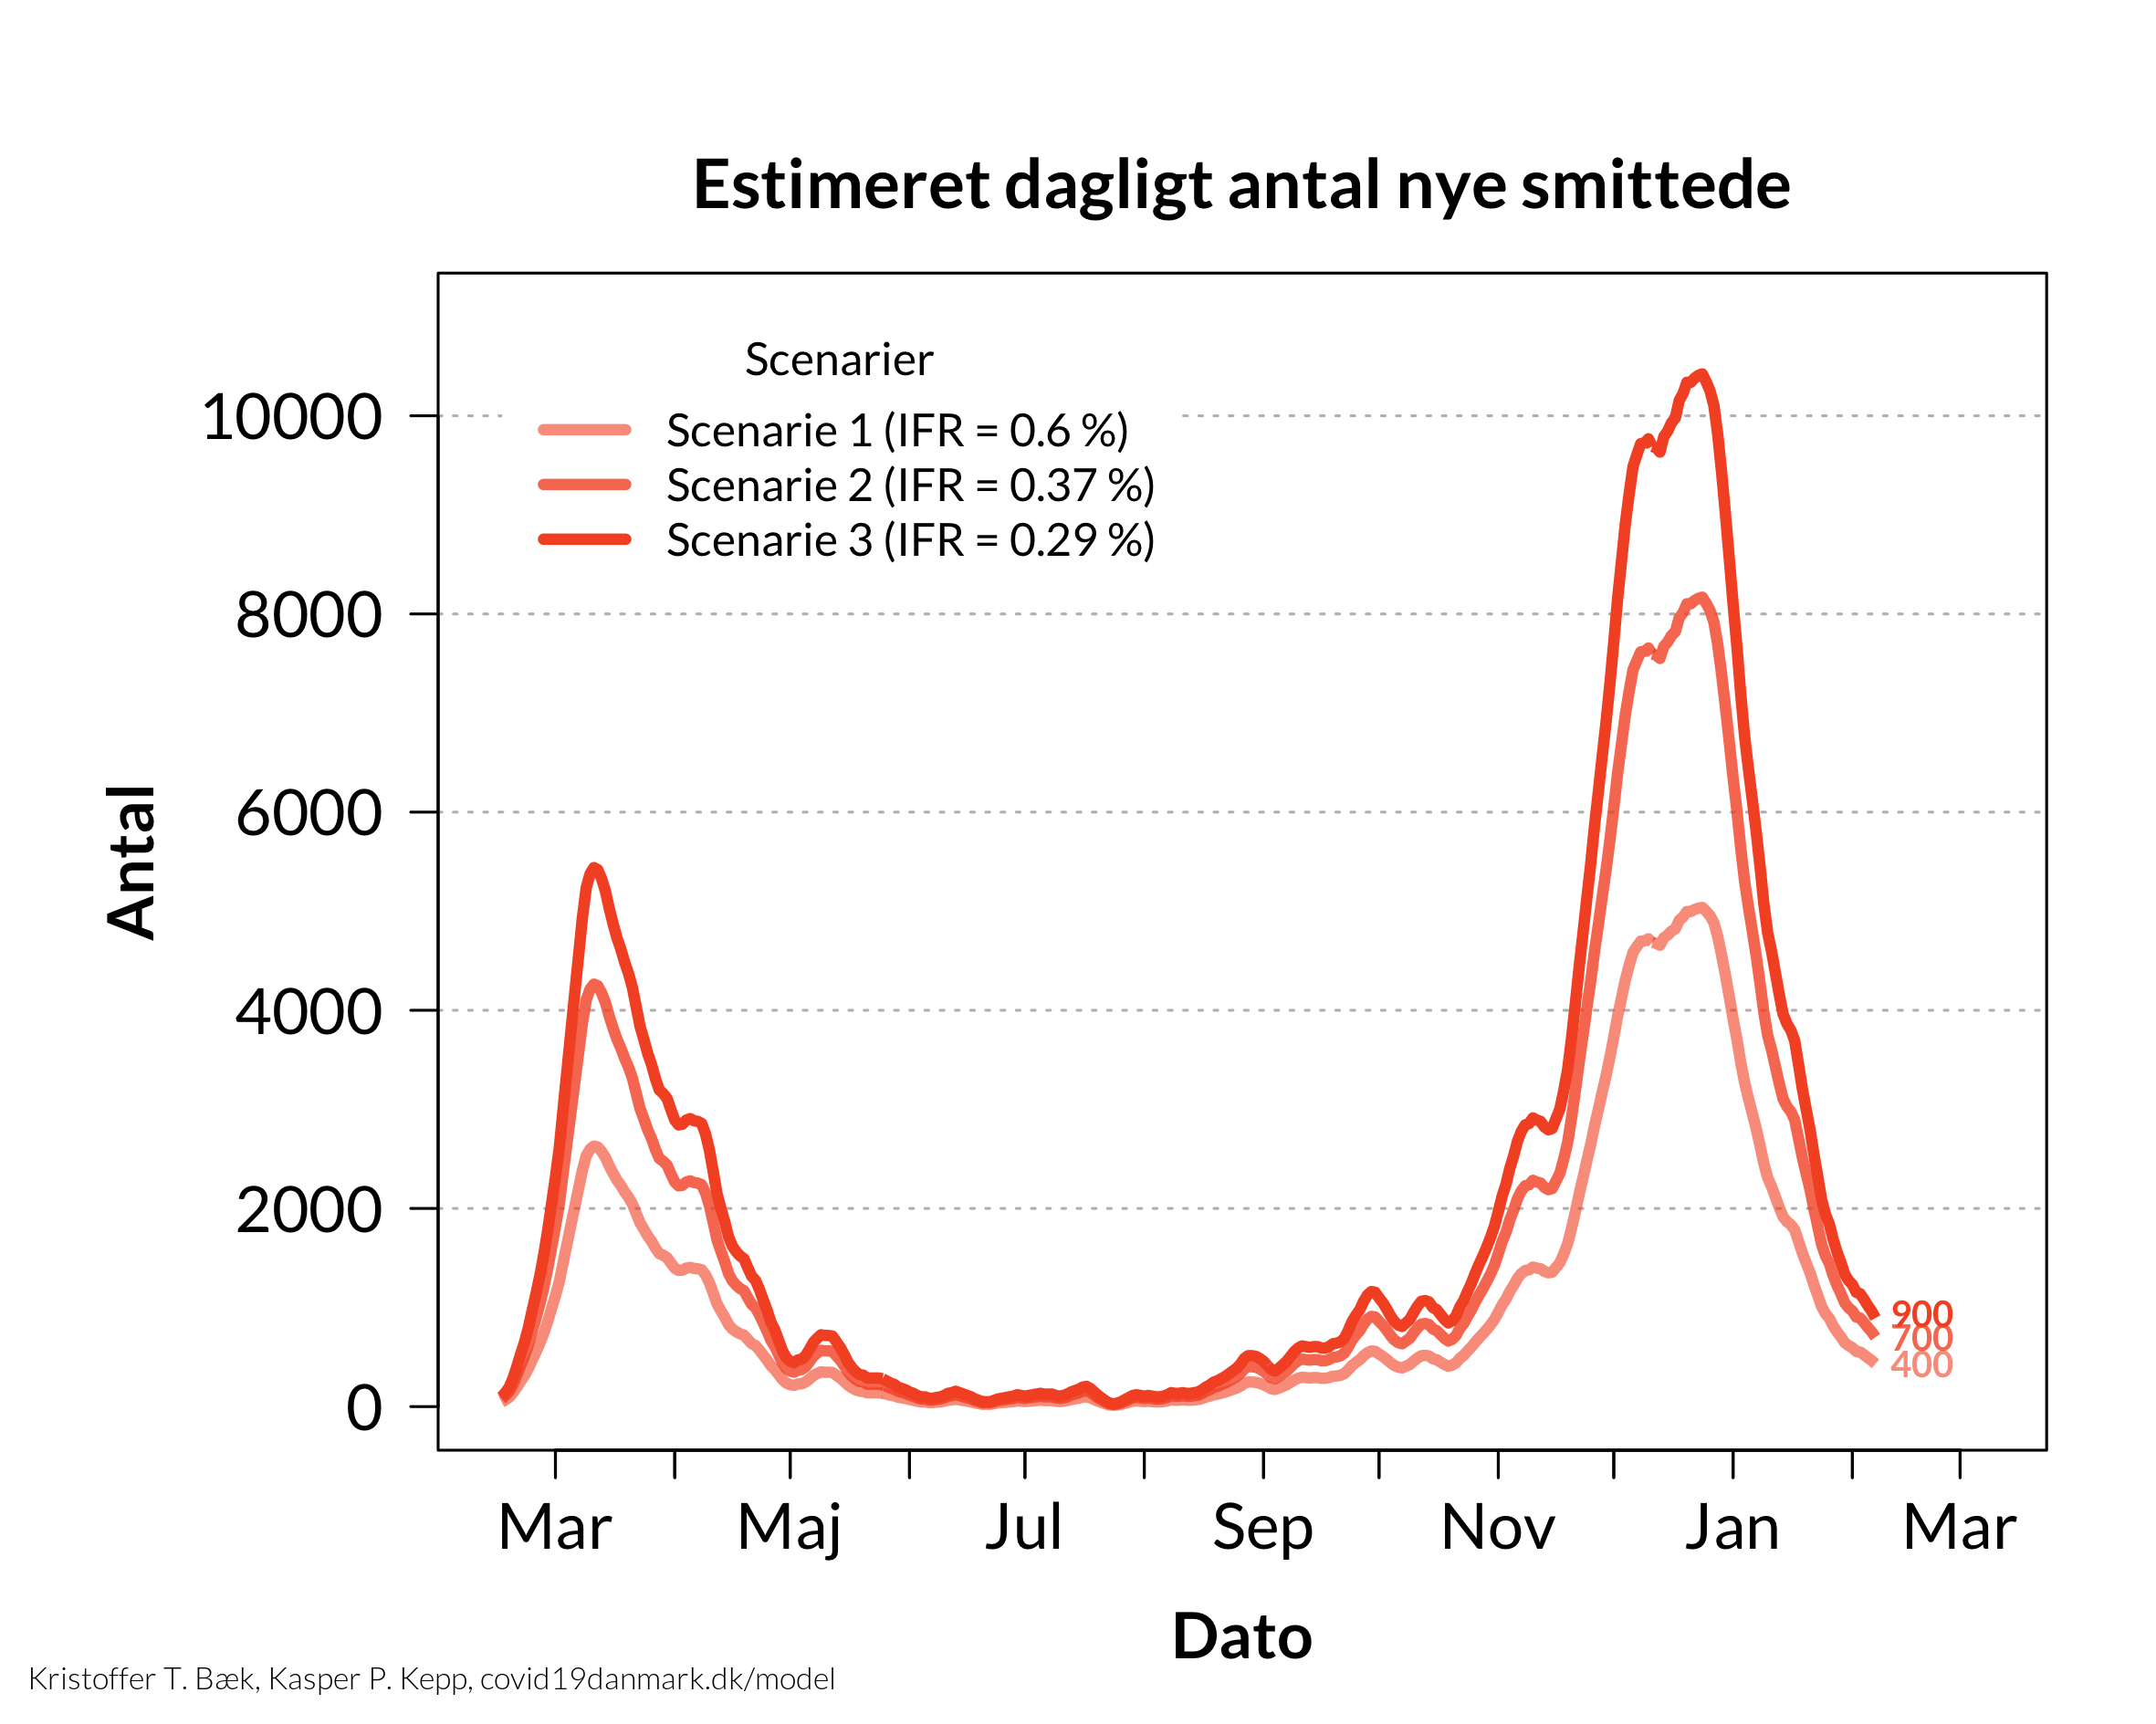 Estimeret dagligt antal nye smittede
Scenarier
Scenarie 1 (IFR = 0.6 %)
Scenarie 2 (IFR = 0.37 %)
Scenarie 3 (IFR = 0.29 %)
10000
8000
6000
4000
2000
0
Antal
900
700
400
Mar Maj Jul Sep Nov Jan Mar
Dato
Kristoffer T. Bæk, Kasper P. Kepp, covid19danmark.dk/model